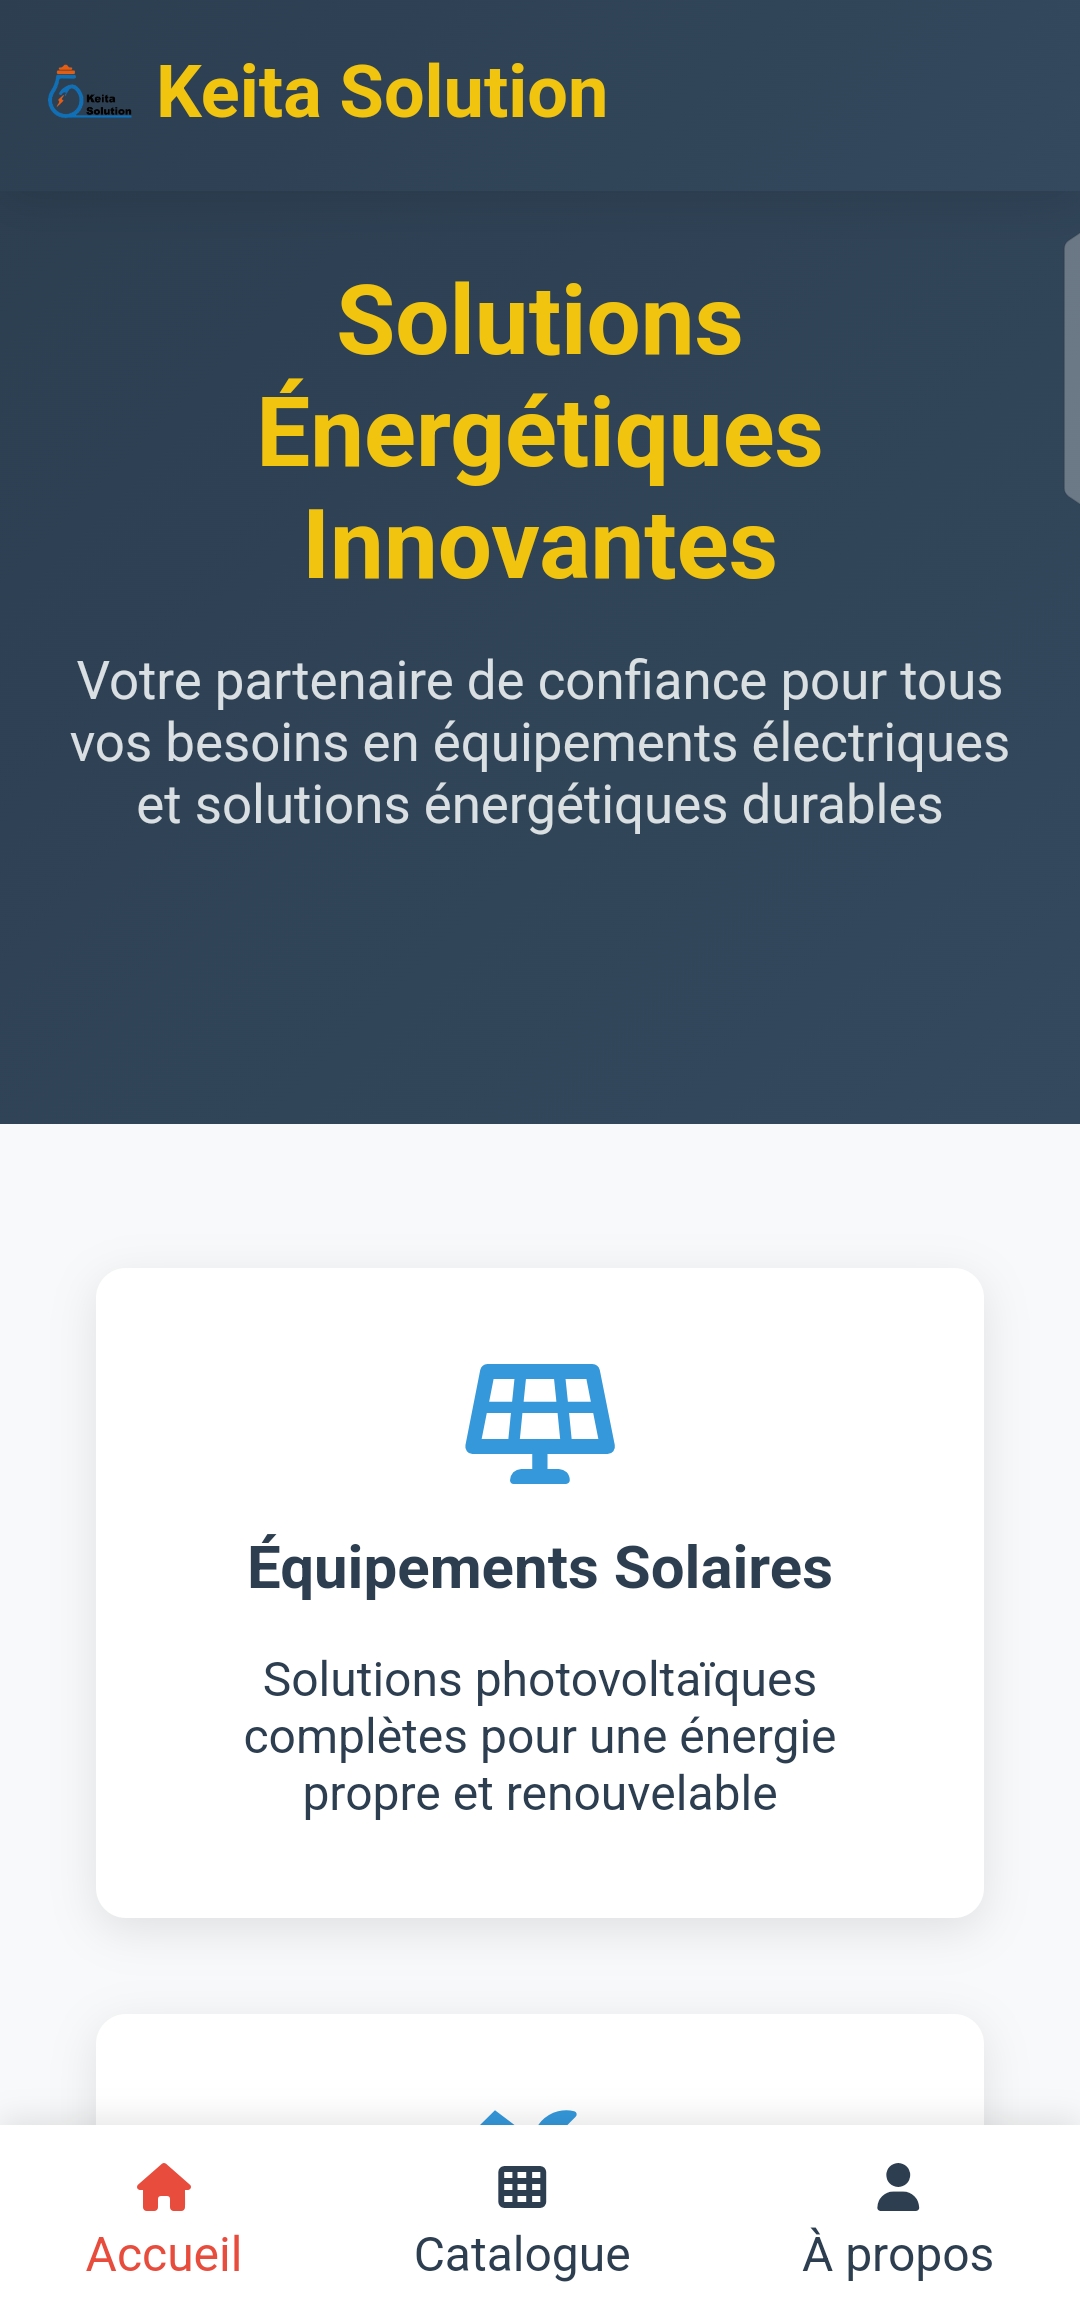 Keita
Solution
Keita Solution
Solutions
Énergétiques
Innovantes
Votre partenaire de confiance pour tous
vos besoins en équipements électriques
et solutions énergétiques durables
Équipements Solaires
Solutions photovoltaïques
complètes pour une énergie
propre et renouvelable
Accueil
Catalogue
À propos